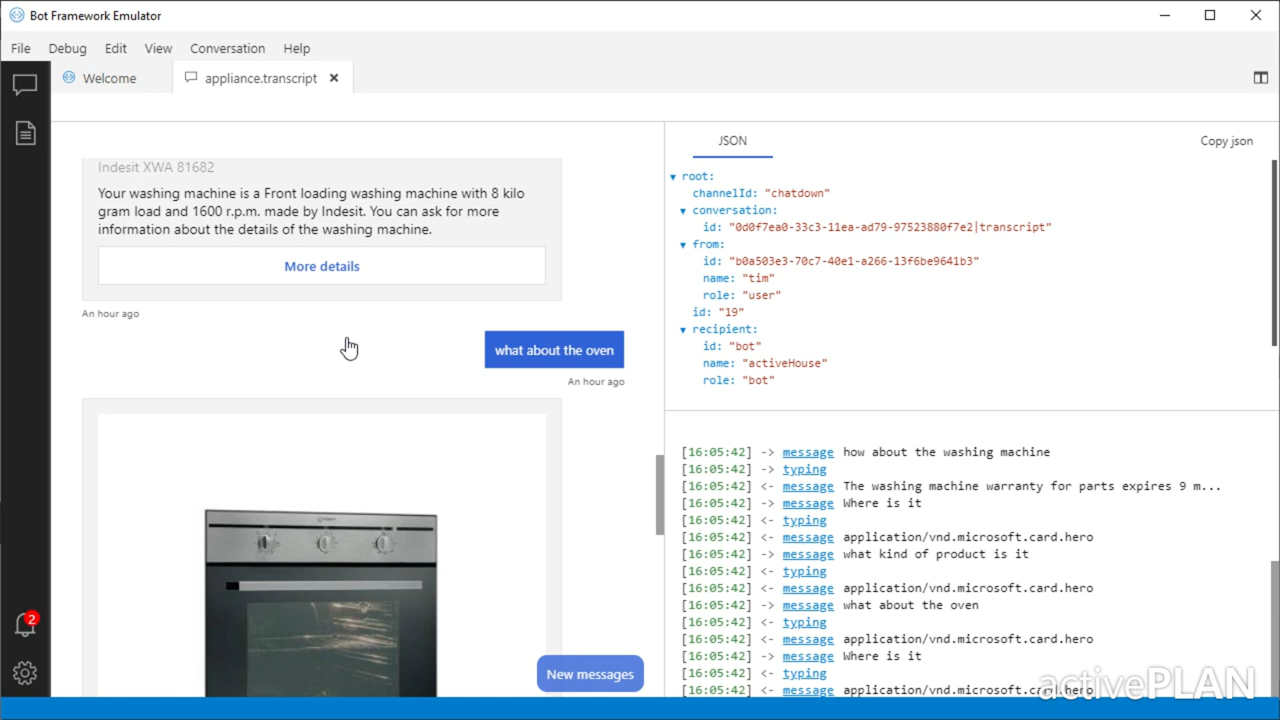 Bot Framework Emulator
File Debug Edit View Conversation Help
Welcome
appliance.transcript
Indesit XWA 81682
Your washing machine is a Front loading washing machine with 8 kilo
gram load and 1600 r.p.m. made by Indesit. You can ask for more
information about the details of the washing machine.
More details
An hour ago
what about the oven
An hour ago
New messages
2
JSON
Copy json
root:
channelId: "chatdown"
conversation:
id: "0d0f7ea0-33c3-11ea-ad79-97523880f7e2|transcript"
from:
id: "b0a503e3-70c7-40e1-a266-13f6be9641b3"
name: "tim"
role: "user"
id: "19"
recipient:
id: "bot"
name: "activeHouse"
role: "bot"
[16:05:42] -> message how about the washing machine
[16:05:42] -> typing
[16:05:42] <- message The washing machine warranty for parts expires 9 m...
[16:05:42] -> message Where is it
[16:05:42] <- typing
[16:05:42] <- message application/vnd.microsoft.card.hero
[16:05:42] -> message what kind of product is it
[16:05:42] <- typing
[16:05:42] <- message application/vnd.microsoft.card.hero
[16:05:42] -> message what about the oven
[16:05:42] <- typing
[16:05:42] <- message application/vnd.microsoft.card.hero
[16:05:42] -> message Where is it
[16:05:42] <- typing
[16:05:42] <- message application/vnd.microsoft.card.hero
activePLAN